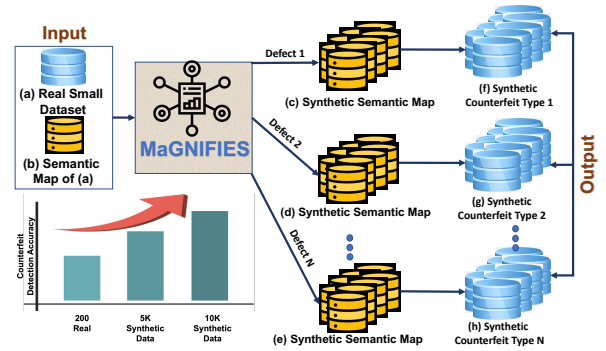 Input
(a) Real Small
Dataset
(b) Semantic
Map of (a)
MaGNIFIES
Defect 1
Defect 2
Defect N
(c) Synthetic Semantic Map
(d) Synthetic Semantic Map
(e) Synthetic Semantic Map
(f) Synthetic
Counterfeit Type 1
(g) Synthetic
Counterfeit Type 2
(h) Synthetic
Counterfeit Type N
Output
Counterfeit
Detection Accuracy
200
Real
5K
Synthetic
Data
10K
Synthetic
Data